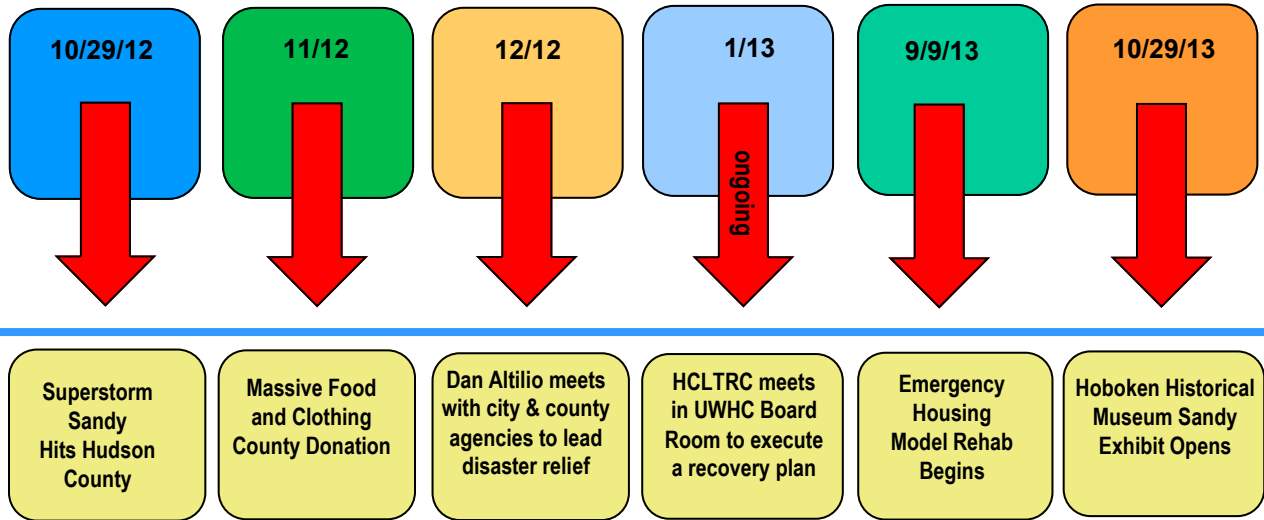 10/29/12
11/12
12/12
1/13
9/9/13
10/29/13
ongoing
Superstorm
Sandy
Hits Hudson
County
Massive Food
and Clothing
County Donation
Dan Altilio meets
with city & county
agencies to lead
disaster relief
HCLTRC meets
in UWHC Board
Room to execute
a recovery plan
Emergency
Housing
Model Rehab
Begins
Hoboken Historical
Museum Sandy
Exhibit Opens